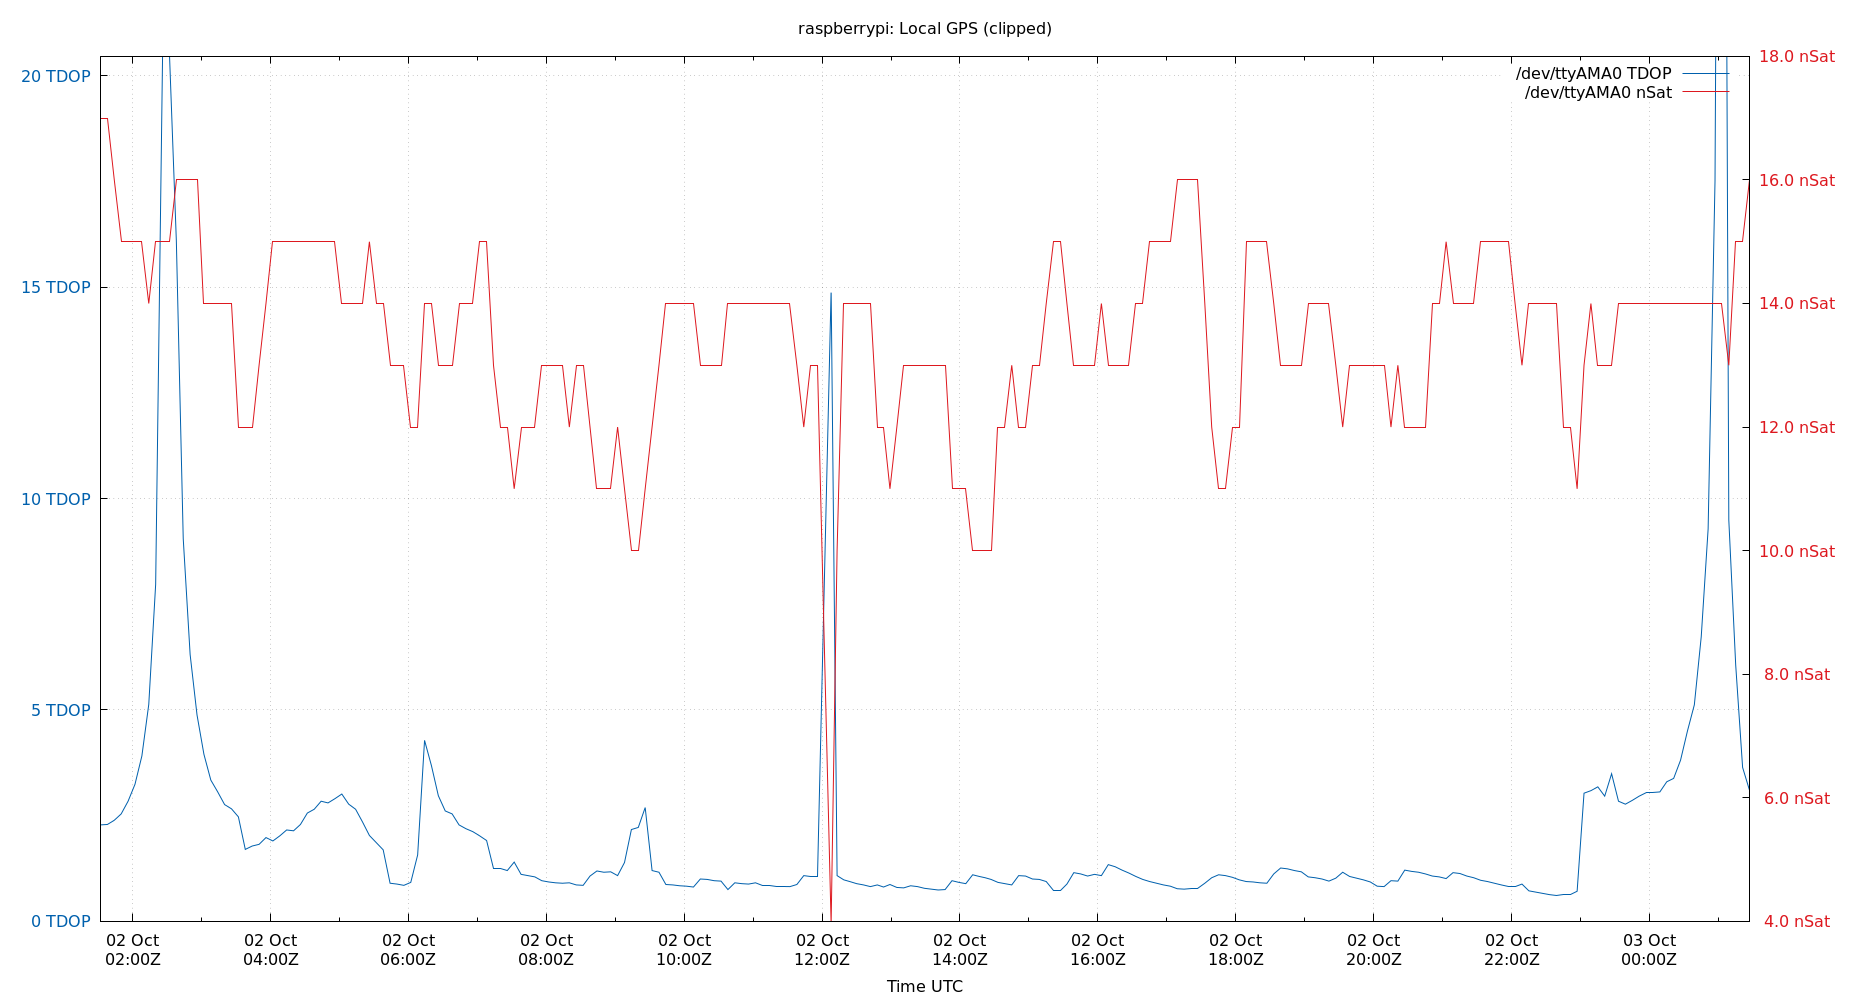 raspberrypi: Local GPS (clipped)
/dev/ttyAMA0 TDOP
/dev/ttyAMA0 nSat
20 TDOP
15 TDOP
10 TDOP
5 TDOP
0 TDOP
18.0 nSat
16.0 nSat
14.0 nSat
12.0 nSat
10.0 nSat
8.0 nSat
6.0 nSat
4.0 nSat
02 Oct 02 Oct 02 Oct 02 Oct 02 Oct 02 Oct 02 Oct 02 Oct 02 Oct 02 Oct 02 Oct 03 Oct
02:00Z 04:00Z 06:00Z 08:00Z 10:00Z 12:00Z 14:00Z 16:00Z 18:00Z 20:00Z 22:00Z 00:00Z
Time UTC